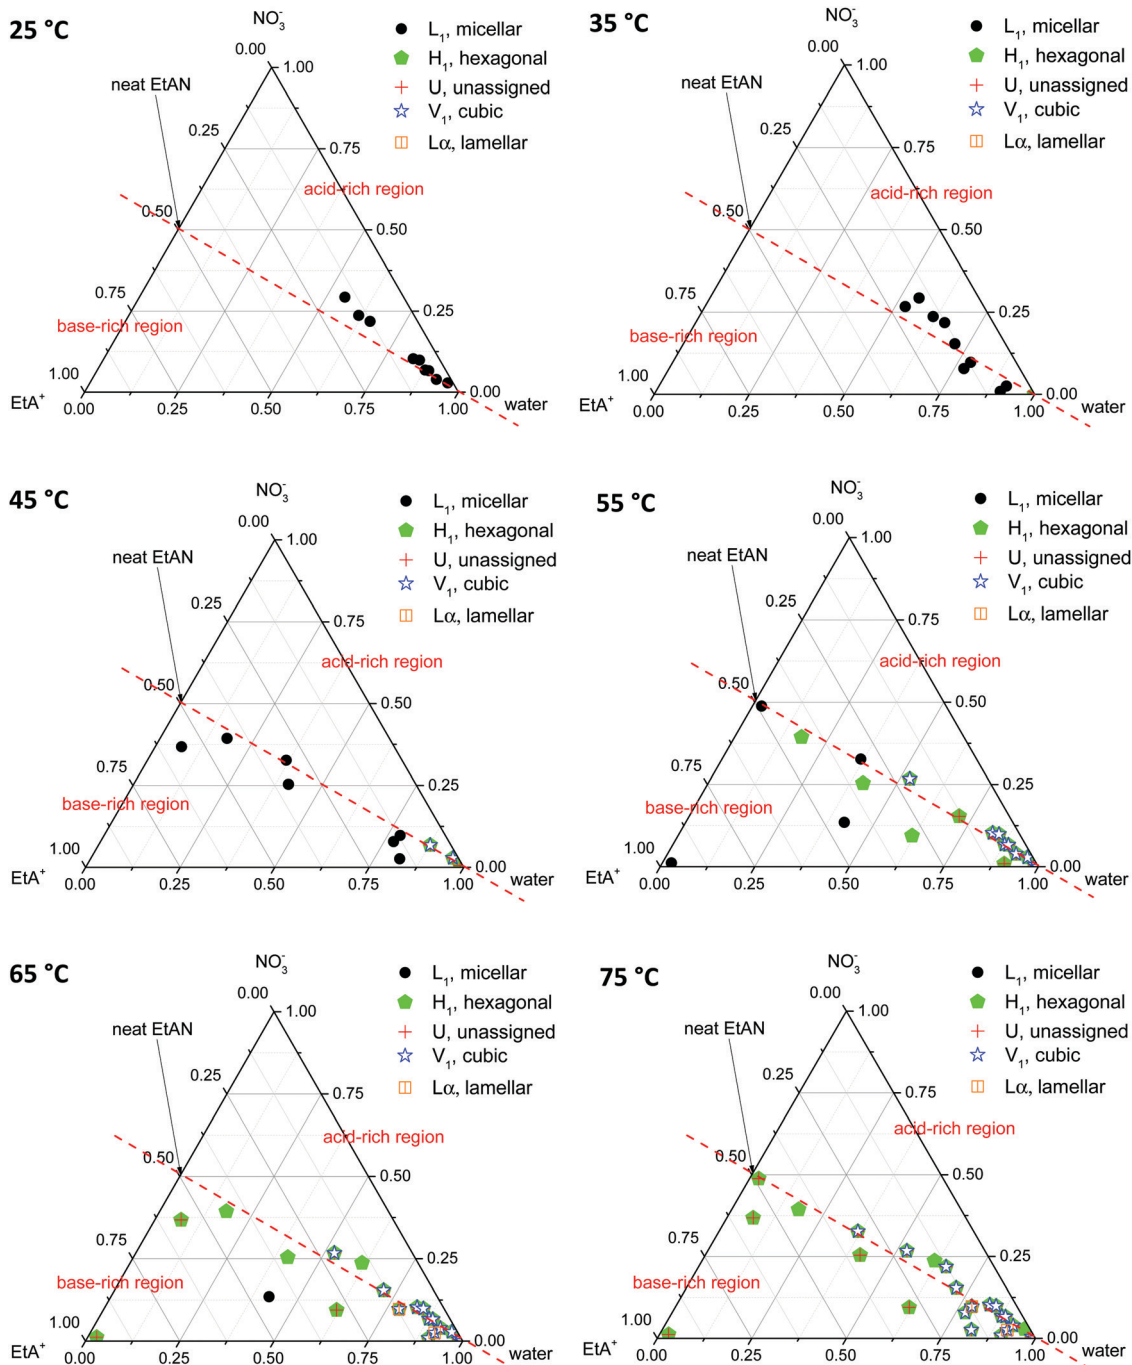 25 °C
NO₃⁻
L₁, micellar
H₁, hexagonal
U, unassigned
V₁, cubic
Lα, lamellar
neat EtAN
0.00
1.00
0.25
0.75
acid-rich region
0.50
0.50
0.75
0.25
base-rich region
1.00
0.00
EtA⁺
0.00
0.25
0.50
0.75
1.00
water
35 °C
NO₃⁻
L₁, micellar
H₁, hexagonal
U, unassigned
V₁, cubic
Lα, lamellar
neat EtAN
0.00
1.00
0.25
0.75
acid-rich region
0.50
0.50
0.75
0.25
base-rich region
1.00
0.00
EtA⁺
0.00
0.25
0.50
0.75
1.00
water
45 °C
NO₃⁻
L₁, micellar
H₁, hexagonal
U, unassigned
V₁, cubic
Lα, lamellar
neat EtAN
0.00
1.00
0.25
0.75
acid-rich region
0.50
0.50
0.75
0.25
base-rich region
1.00
0.00
EtA⁺
0.00
0.25
0.50
0.75
1.00
water
55 °C
NO₃⁻
L₁, micellar
H₁, hexagonal
U, unassigned
V₁, cubic
Lα, lamellar
neat EtAN
0.00
1.00
0.25
0.75
acid-rich region
0.50
0.50
0.75
0.25
base-rich region
1.00
0.00
EtA⁺
0.00
0.25
0.50
0.75
1.00
water
65 °C
NO₃⁻
L₁, micellar
H₁, hexagonal
U, unassigned
V₁, cubic
Lα, lamellar
neat EtAN
0.00
1.00
0.25
0.75
acid-rich region
0.50
0.50
0.75
0.25
base-rich region
1.00
0.00
EtA⁺
0.00
0.25
0.50
0.75
1.00
water
75 °C
NO₃⁻
L₁, micellar
H₁, hexagonal
U, unassigned
V₁, cubic
Lα, lamellar
neat EtAN
0.00
1.00
0.25
0.75
acid-rich region
0.50
0.50
0.75
0.25
base-rich region
1.00
0.00
EtA⁺
0.00
0.25
0.50
0.75
1.00
water